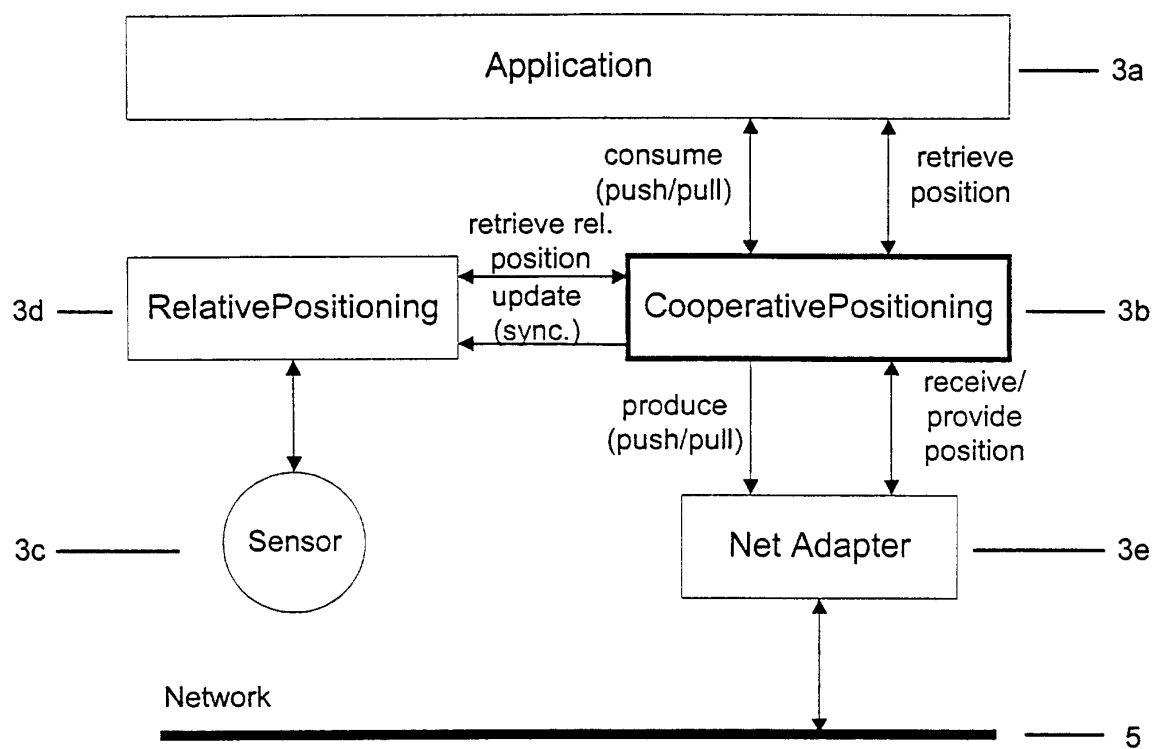 Application
3a
consume
(push/pull)
retrieve
position
retrieve rel.
position
3d
RelativePositioning
update
(sync.)
CooperativePositioning
3b
produce
(push/pull)
receive/
provide
position
3c
Sensor
Net Adapter
3e
Network
5